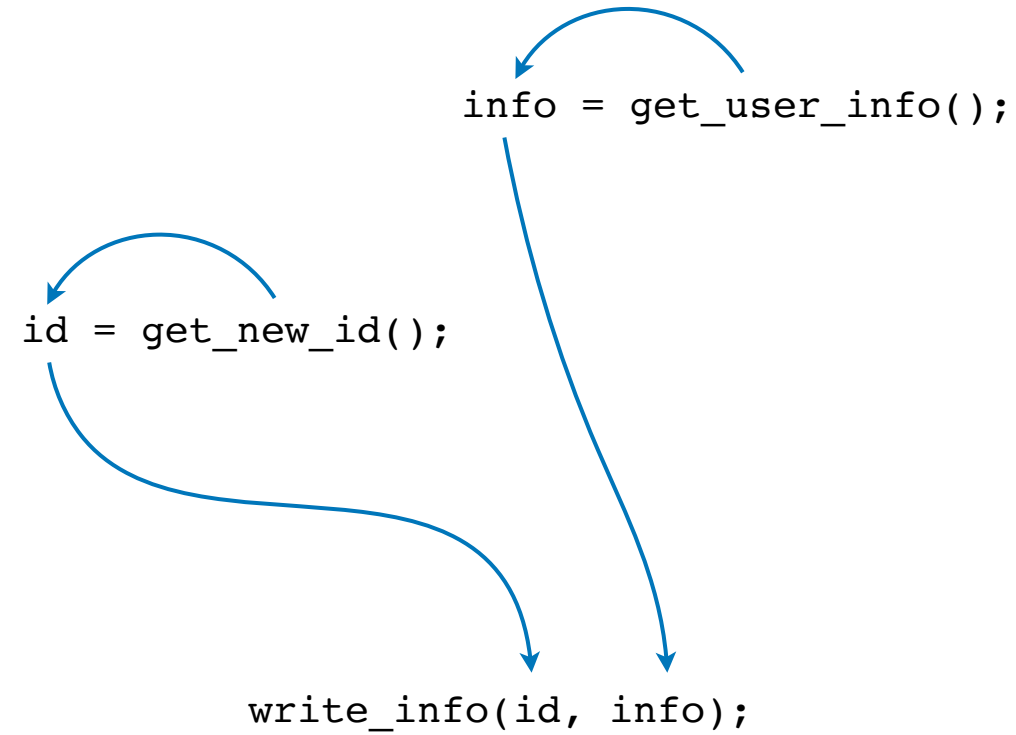 info = get_user_info();
id = get_new_id();
write_info(id, info);